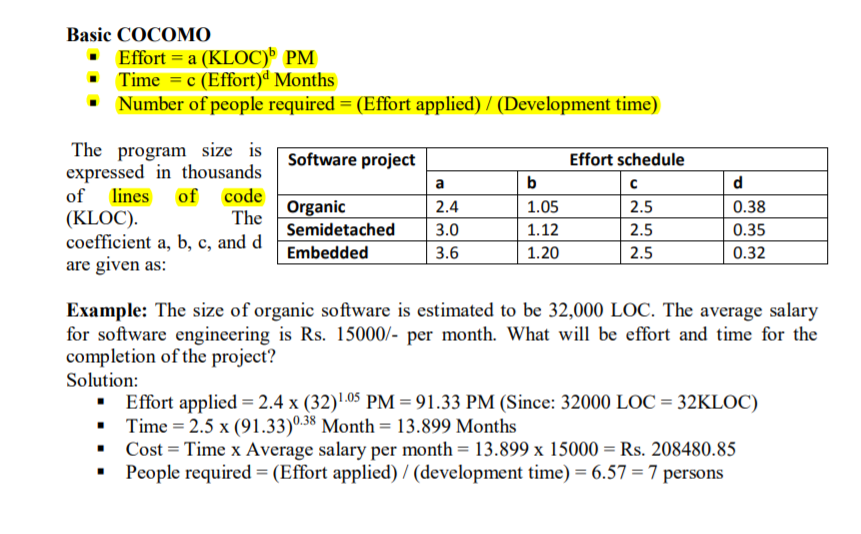 Basic COCOMO
▪ Effort = a (KLOC)ᵇ PM
▪ Time = c (Effort)ᵈ Months
▪ Number of people required = (Effort applied) / (Development time)
The program size is
expressed in thousands
of lines of code
(KLOC). The
coefficient a, b, c, and d
are given as:
Software project Effort schedule
a b c d
Organic 2.4 1.05 2.5 0.38
Semidetached 3.0 1.12 2.5 0.35
Embedded 3.6 1.20 2.5 0.32
Example: The size of organic software is estimated to be 32,000 LOC. The average salary
for software engineering is Rs. 15000/- per month. What will be effort and time for the
completion of the project?
Solution:
▪ Effort applied = 2.4 x (32)¹·⁰⁵ PM = 91.33 PM (Since: 32000 LOC = 32KLOC)
▪ Time = 2.5 x (91.33)⁰·³⁸ Month = 13.899 Months
▪ Cost = Time x Average salary per month = 13.899 x 15000 = Rs. 208480.85
▪ People required = (Effort applied) / (development time) = 6.57 = 7 persons